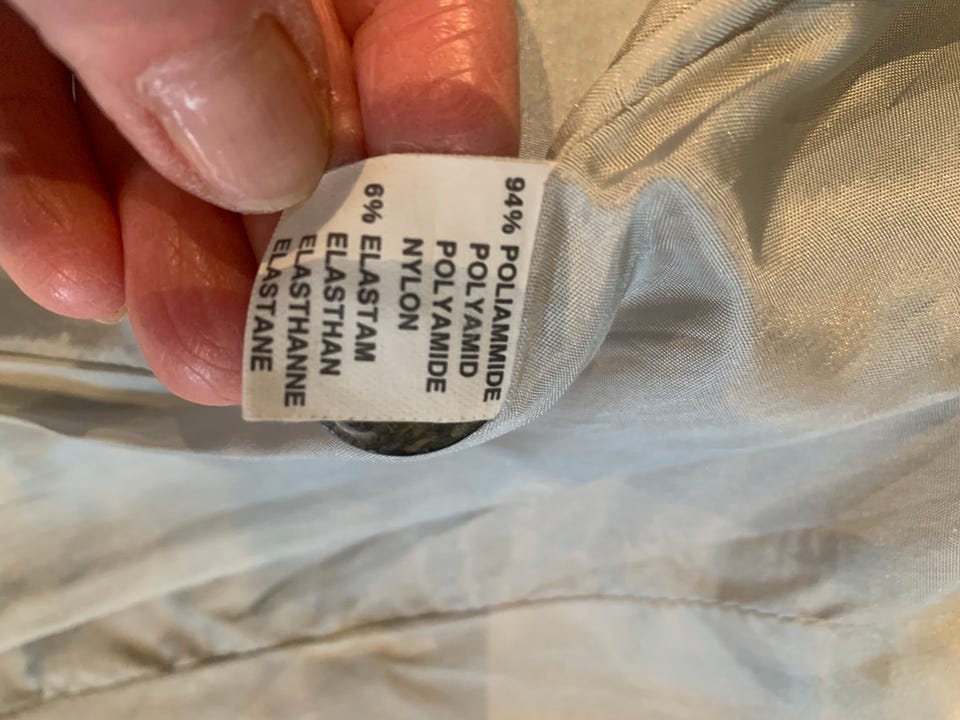 94% POLIAMMIDE
POLYAMID
POLYAMIDE
NYLON
6% ELASTAM
ELASTHAN
ELASTHANNE
ELASTANE